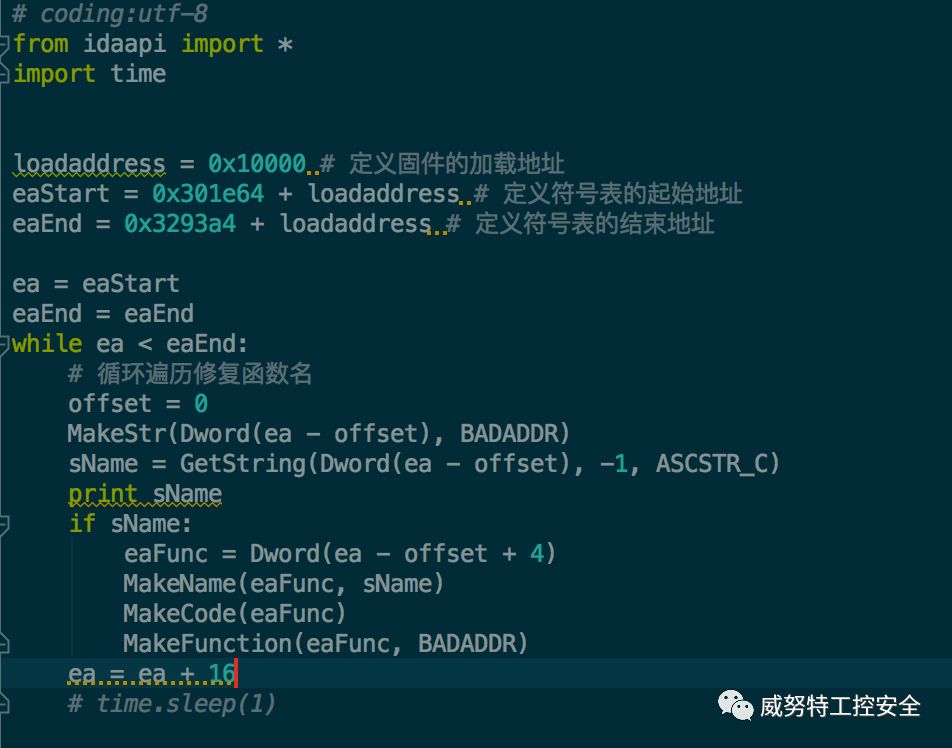 # coding:utf-8
from idaapi import *
import time
loadaddress = 0x10000 # 定义固件的加载地址
eaStart = 0x301e64 + loadaddress # 定义符号表的起始地址
eaEnd = 0x3293a4 + loadaddress # 定义符号表的结束地址
ea = eaStart
eaEnd = eaEnd
while ea < eaEnd:
    # 循环遍历修复函数名
    offset = 0
    MakeStr(Dword(ea - offset), BADADDR)
    sName = GetString(Dword(ea - offset), -1, ASCSTR_C)
    print sName
    if sName:
        eaFunc = Dword(ea - offset + 4)
        MakeName(eaFunc, sName)
        MakeCode(eaFunc)
        MakeFunction(eaFunc, BADADDR)
    ea = ea + 16
    # time.sleep(1)
威努特工控安全